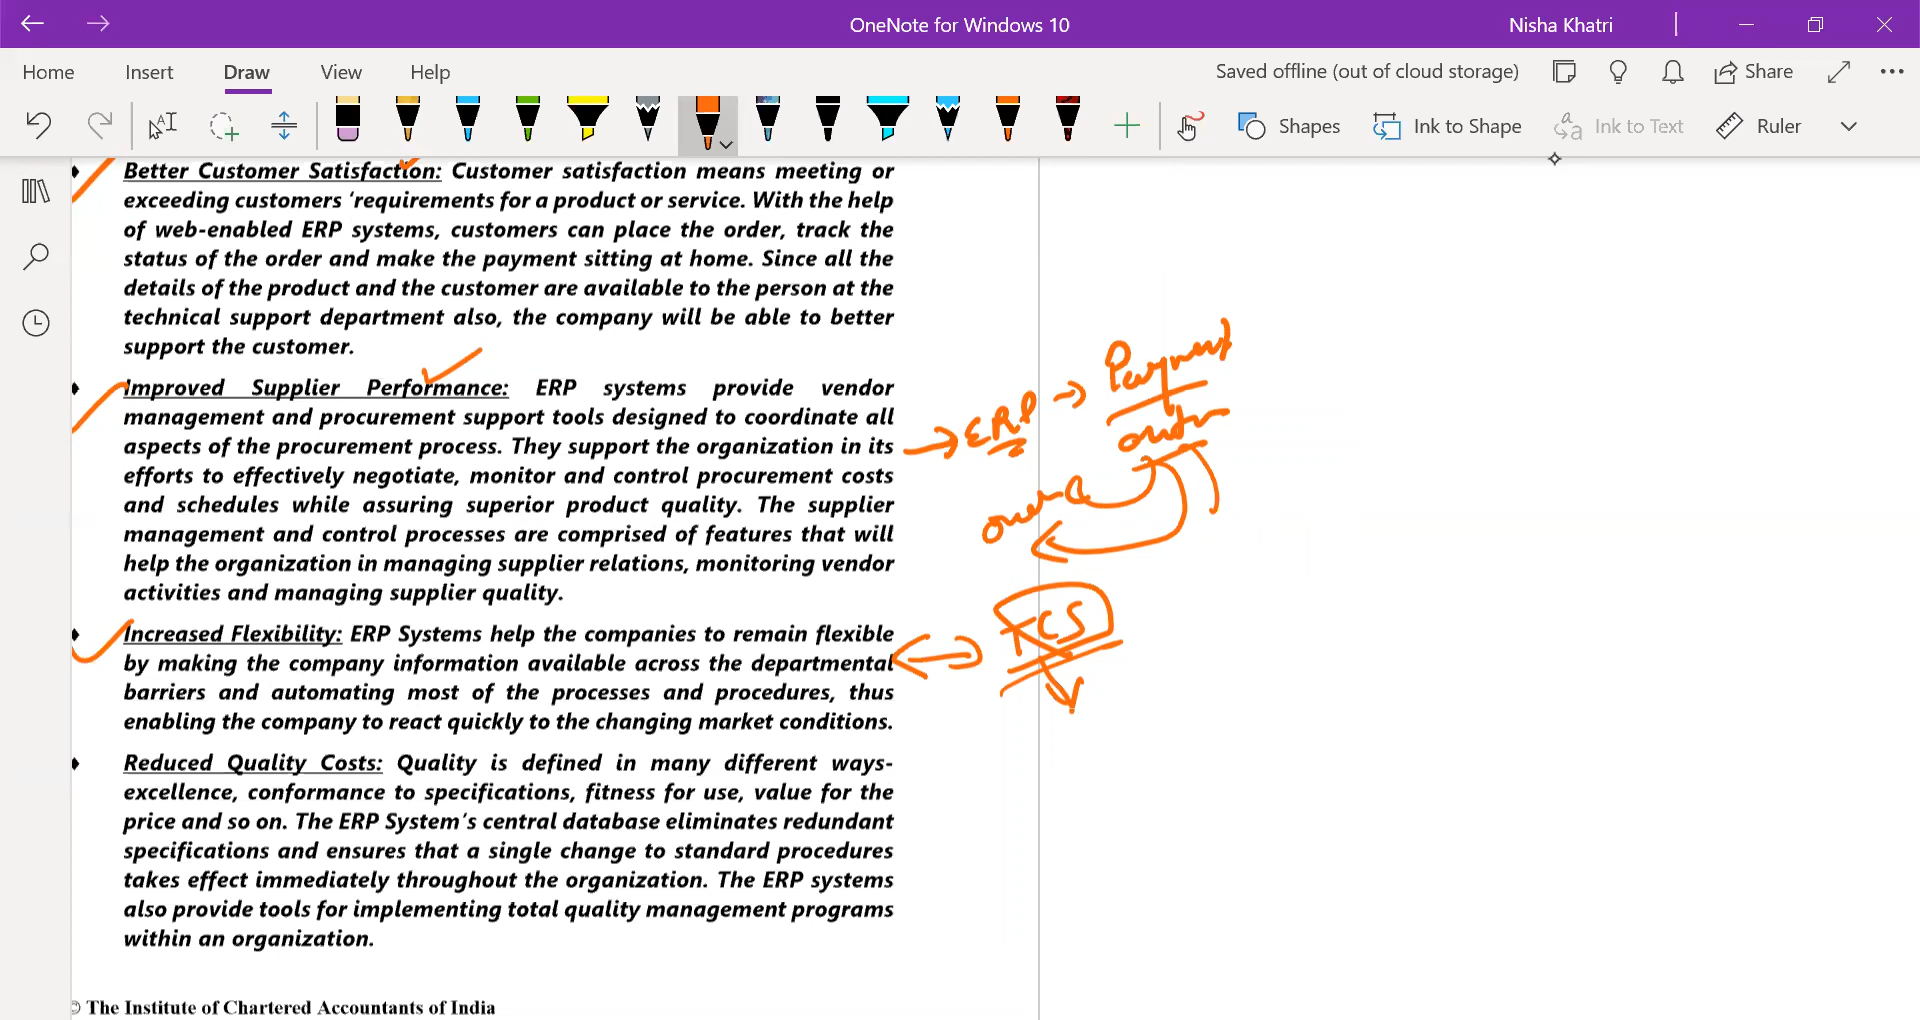 OneNote for Windows 10
Nisha Khatri
Home Insert Draw View Help
Saved offline (out of cloud storage)
Share
Shapes
Ink to Shape
Ink to Text
Ruler
Better Customer Satisfaction: Customer satisfaction means meeting or
exceeding customers ‘requirements for a product or service. With the help
of web-enabled ERP systems, customers can place the order, track the
status of the order and make the payment sitting at home. Since all the
details of the product and the customer are available to the person at the
technical support department also, the company will be able to better
support the customer.
Improved Supplier Performance: ERP systems provide vendor
management and procurement support tools designed to coordinate all
aspects of the procurement process. They support the organization in its
efforts to effectively negotiate, monitor and control procurement costs
and schedules while assuring superior product quality. The supplier
management and control processes are comprised of features that will
help the organization in managing supplier relations, monitoring vendor
activities and managing supplier quality.
Increased Flexibility: ERP Systems help the companies to remain flexible
by making the company information available across the departmental
barriers and automating most of the processes and procedures, thus
enabling the company to react quickly to the changing market conditions.
Reduced Quality Costs: Quality is defined in many different ways-
excellence, conformance to specifications, fitness for use, value for the
price and so on. The ERP System’s central database eliminates redundant
specifications and ensures that a single change to standard procedures
takes effect immediately throughout the organization. The ERP systems
also provide tools for implementing total quality management programs
within an organization.
© The Institute of Chartered Accountants of India
ERP
Payment
TCS